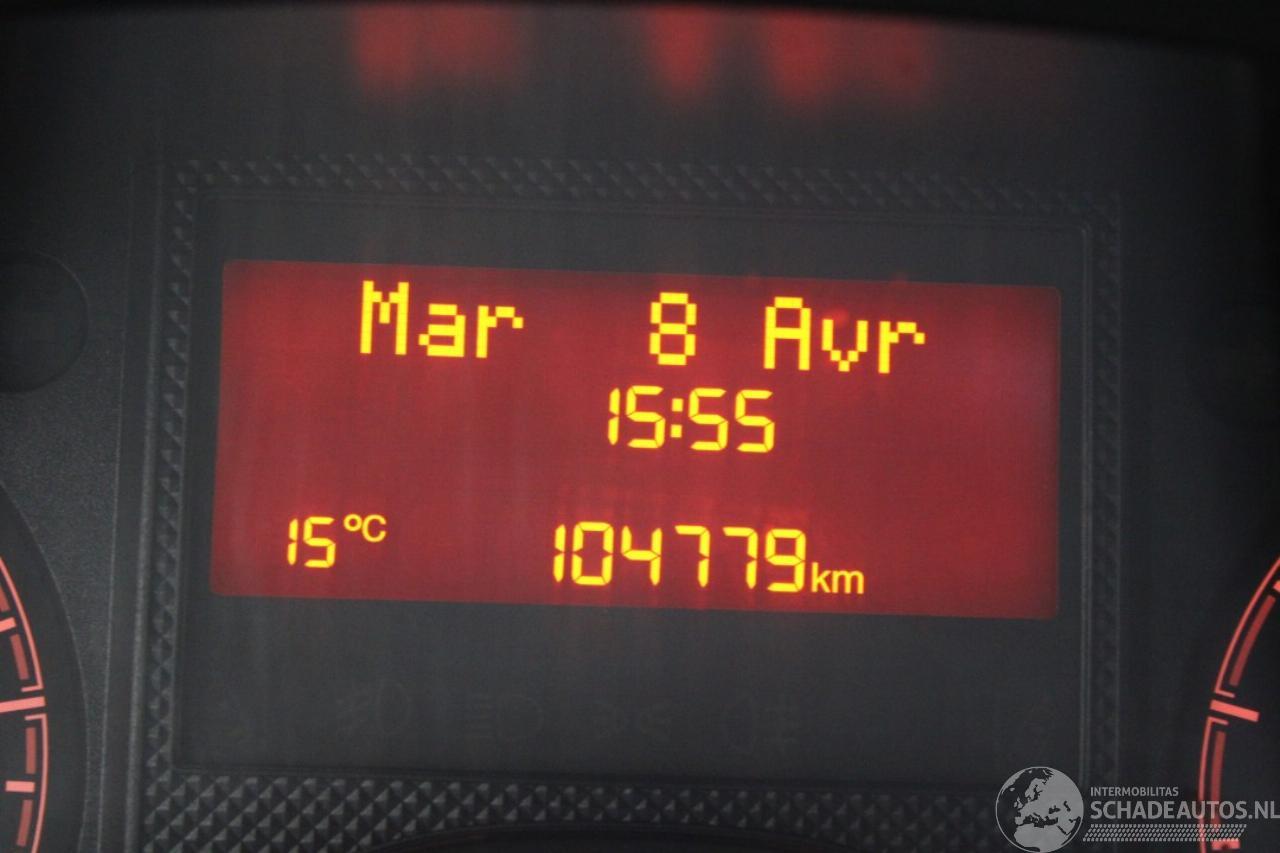 Mar 8 Avr
15:55
15 °C 104779 km
INTERMOBILITAS
SCHADEAUTOS.NL